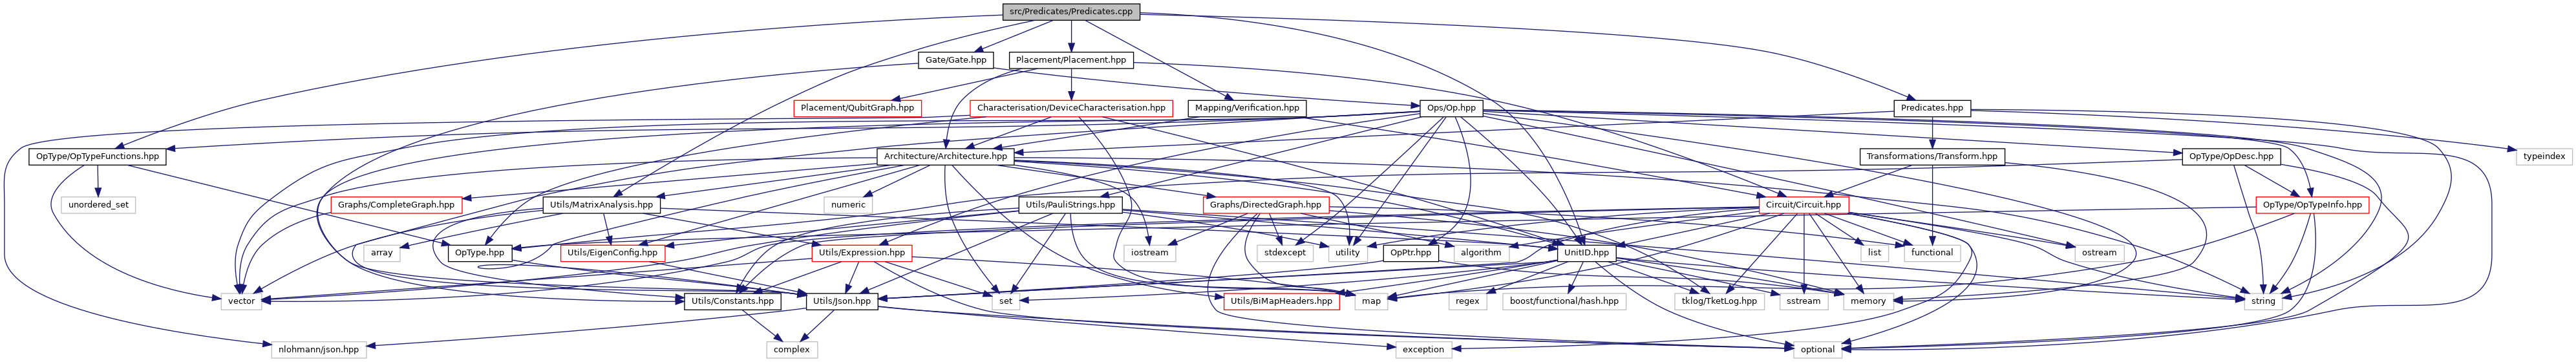 src/Predicates/Predicates.cpp
Gate/Gate.hpp
Placement/Placement.hpp
Placement/QubitGraph.hpp
Characterisation/DeviceCharacterisation.hpp
Mapping/Verification.hpp
Ops/Op.hpp
Predicates.hpp
OpType/OpTypeFunctions.hpp
Architecture/Architecture.hpp
Transformations/Transform.hpp
OpType/OpDesc.hpp
typeindex
unordered_set
Graphs/CompleteGraph.hpp
Utils/MatrixAnalysis.hpp
numeric
Utils/PauliStrings.hpp
Graphs/DirectedGraph.hpp
Circuit/Circuit.hpp
OpType/OpTypeInfo.hpp
array
OpType.hpp
Utils/EigenConfig.hpp
Utils/Expression.hpp
iostream
stdexcept
utility
OpPtr.hpp
algorithm
UnitID.hpp
list
functional
ostream
vector
Utils/Constants.hpp
Utils/Json.hpp
set
Utils/BiMapHeaders.hpp
map
regex
boost/functional/hash.hpp
tklog/TketLog.hpp
sstream
memory
string
nlohmann/json.hpp
complex
exception
optional